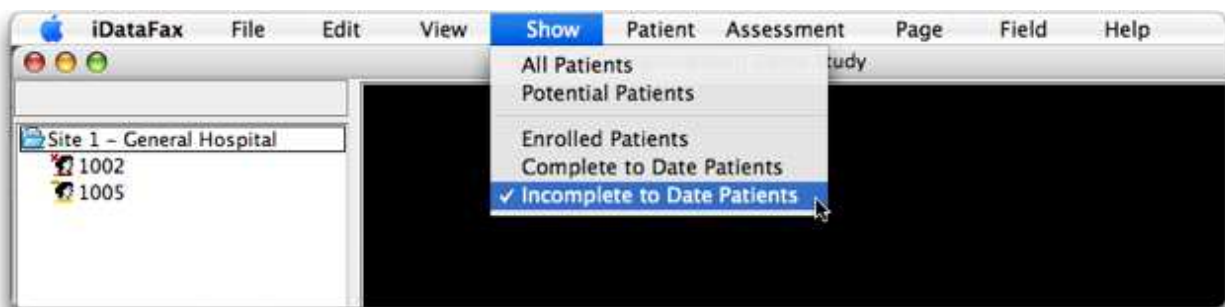 iDataFax File Edit View Show Patient Assessment Page Field Help
tudy
All Patients
Potential Patients
Enrolled Patients
Complete to Date Patients
✓ Incomplete to Date Patients
Site 1 – General Hospital
1002
1005